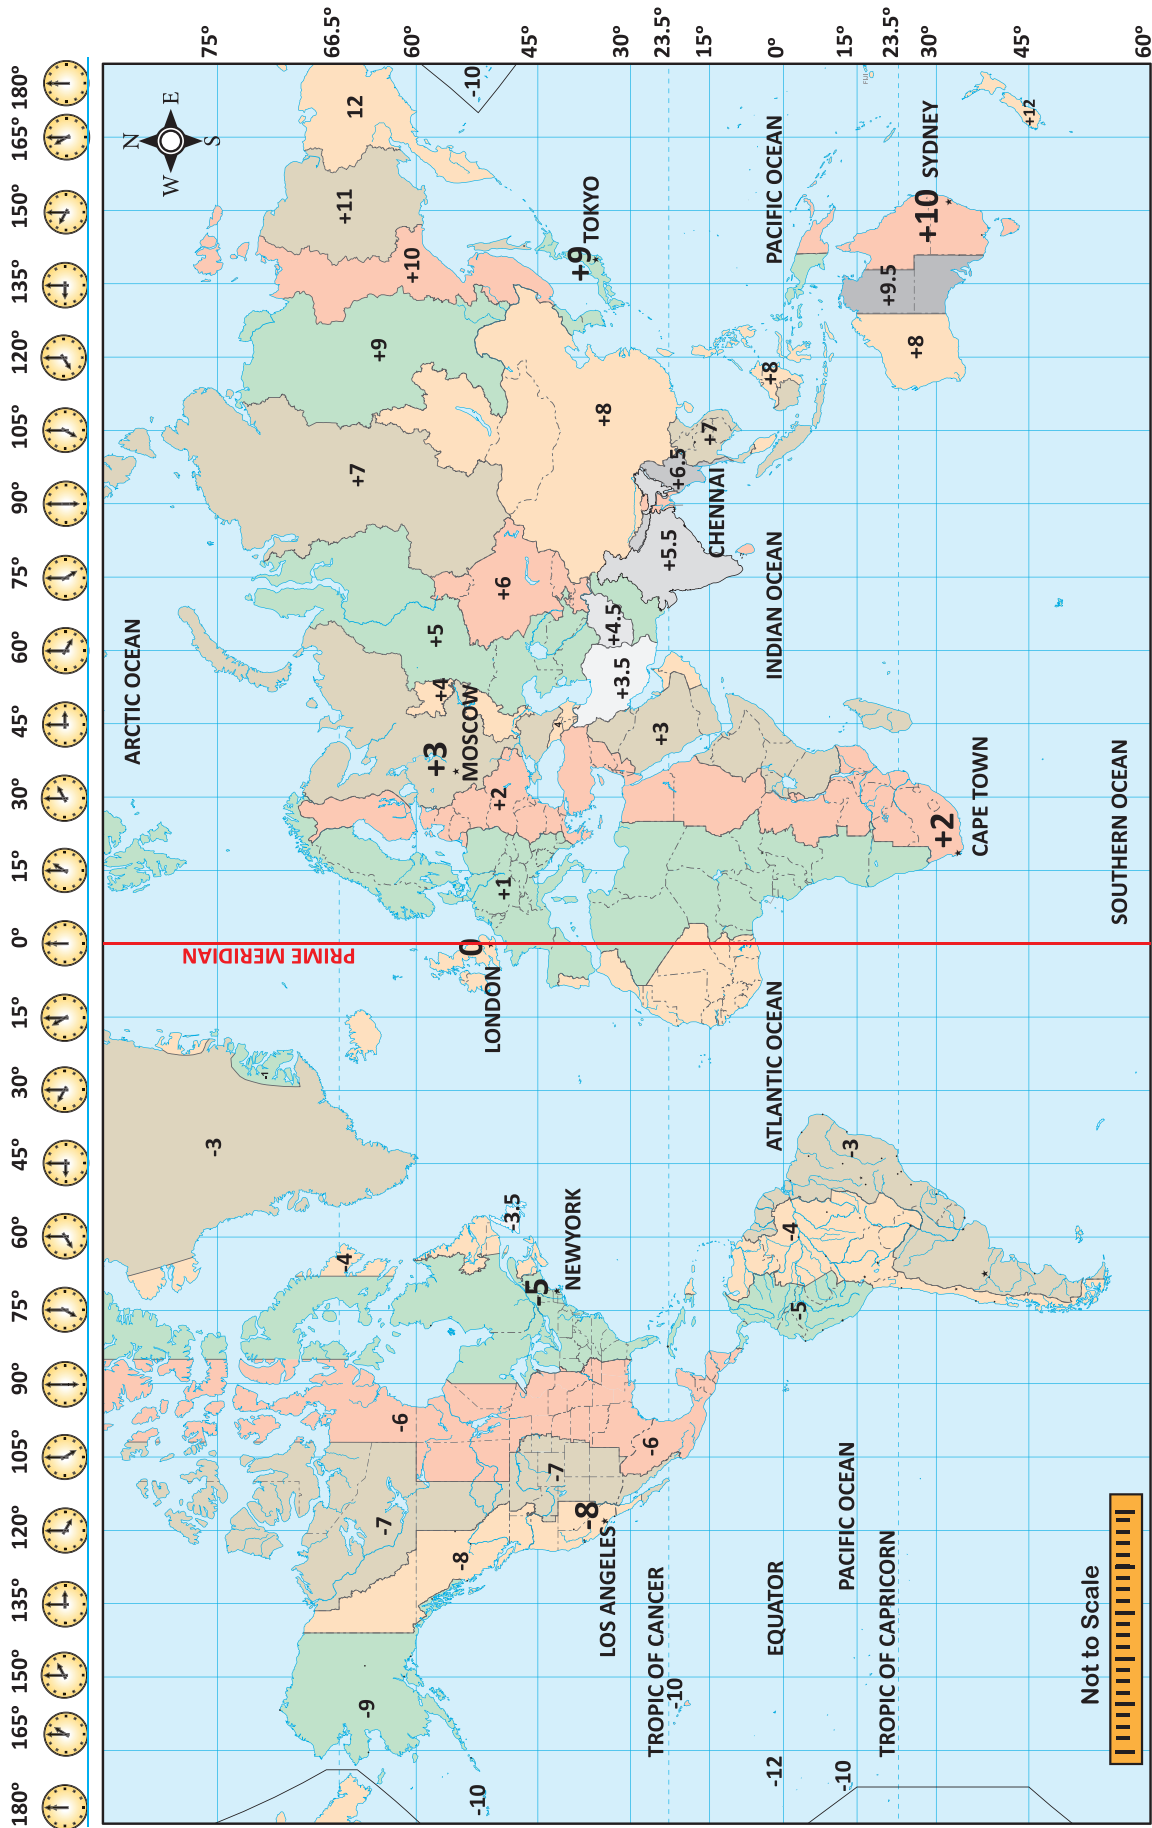 180° 165° 150° 135° 120° 105° 90° 75° 60° 45° 30° 15° 0° 15° 30° 45° 60° 75° 90° 105° 120° 135° 150° 165° 180°
75°
66.5°
60°
45°
30°
23.5°
15°
0°
15°
23.5°
30°
45°
60°
N
W E
S
ARCTIC OCEAN
PRIME MERIDIAN
-3
-1
-4
-9
-7
-6
-8
-10
-3.5
-5
NEWYORK
-7
-8
LOS ANGELES
-6
TROPIC OF CANCER
-10
0
LONDON
+1
+2
+3
MOSCOW
+4
+5
+6
+7
+9
+10
+11
12
-10
+9
TOKYO
+8
+3
+3.5
+4.5
4
+5.5
+6.5
+7
CHENNAI
EQUATOR
ATLANTIC OCEAN
INDIAN OCEAN
PACIFIC OCEAN
+8
-12
-4
-5
-3
PACIFIC OCEAN
-10
TROPIC OF CAPRICORN
FIJI
+8
+9.5
+10
SYDNEY
+12
+2
CAPE TOWN
SOUTHERN OCEAN
Not to Scale